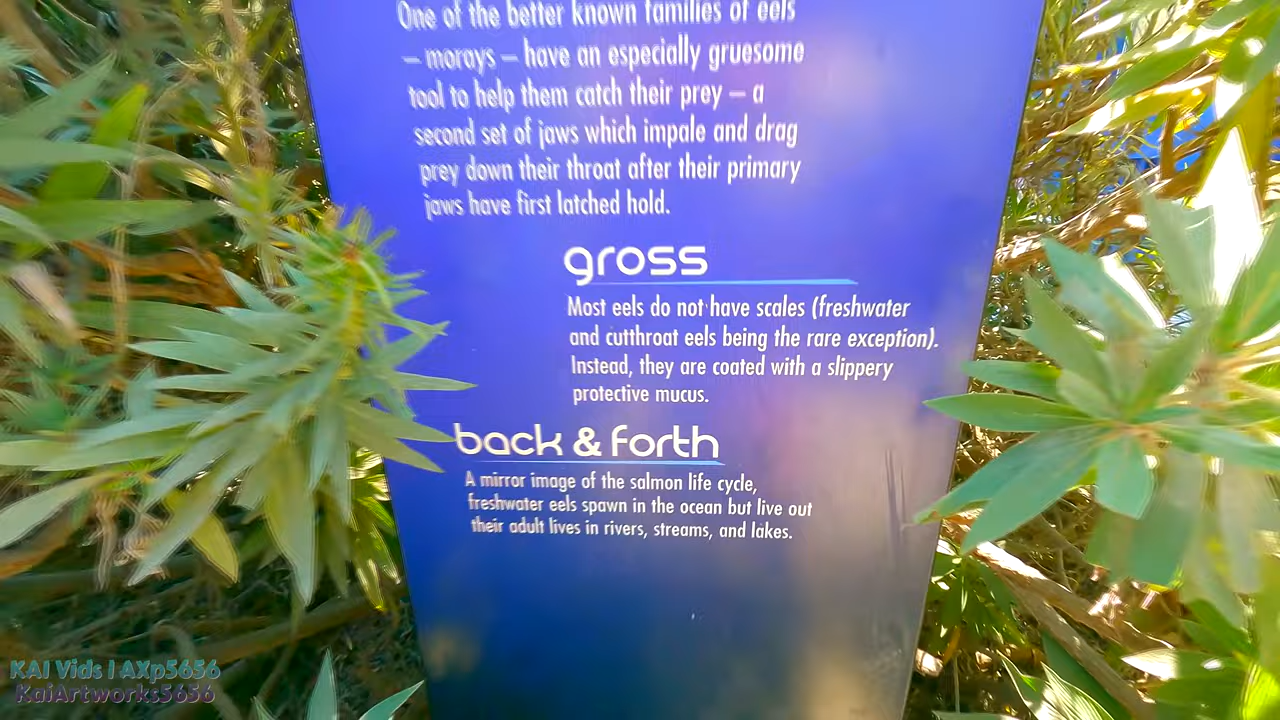 One of the better known families of eels
– morays – have an especially gruesome
tool to help them catch their prey – a
second set of jaws which impale and drag
prey down their throat after their primary
jaws have first latched hold.
gross
Most eels do not have scales (freshwater
and cutthroat eels being the rare exception).
Instead, they are coated with a slippery
protective mucus.
back & forth
A mirror image of the salmon life cycle,
freshwater eels spawn in the ocean but live out
their adult lives in rivers, streams, and lakes.
KAI Vids | AXp5656
KaiArtworks5656